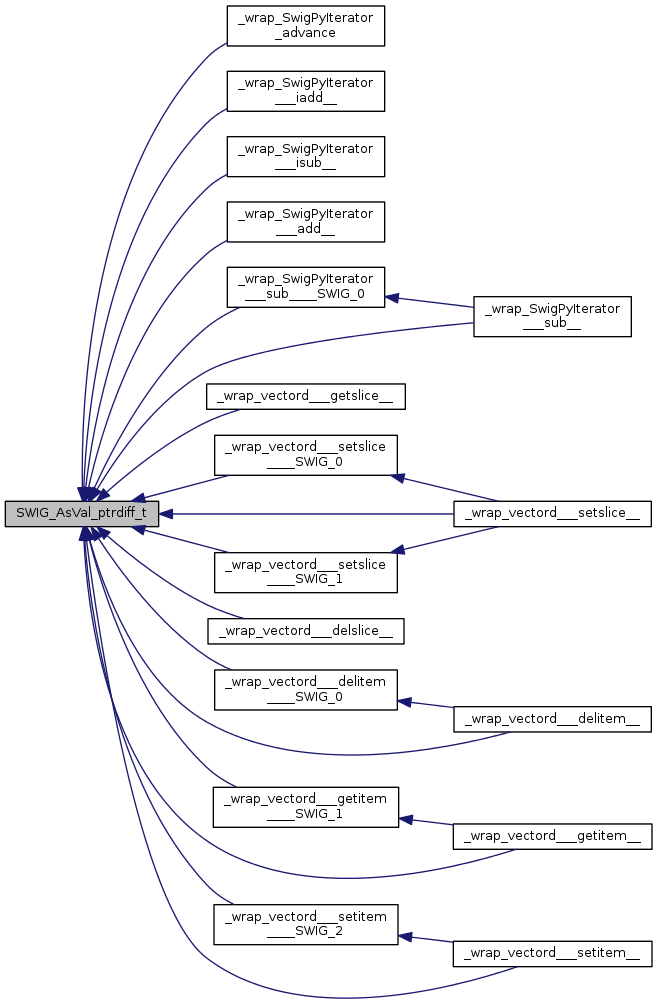 _wrap_SwigPyIterator
_advance
_wrap_SwigPyIterator
___iadd__
_wrap_SwigPyIterator
___isub__
_wrap_SwigPyIterator
___add__
_wrap_SwigPyIterator
___sub____SWIG_0
_wrap_SwigPyIterator
___sub__
_wrap_vectord___getslice__
_wrap_vectord___setslice
____SWIG_0
SWIG_AsVal_ptrdiff_t
_wrap_vectord___setslice__
_wrap_vectord___setslice
____SWIG_1
_wrap_vectord___delslice__
_wrap_vectord___delitem
____SWIG_0
_wrap_vectord___delitem__
_wrap_vectord___getitem
____SWIG_1
_wrap_vectord___getitem__
_wrap_vectord___setitem
____SWIG_2
_wrap_vectord___setitem__